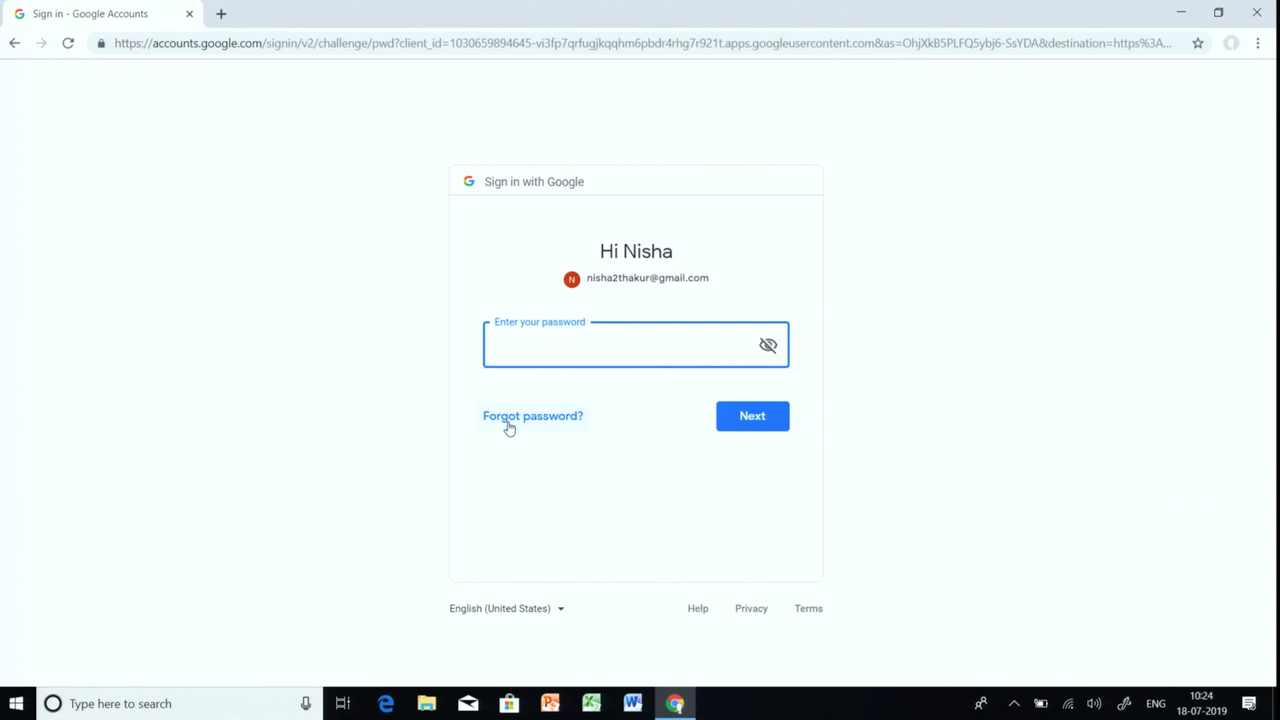 Sign in - Google Accounts
https://accounts.google.com/signin/v2/challenge/pwd?client_id=1030659894645-vi3fp7qrfugjkqqhm6pbdr4rhg7r921t.apps.googleusercontent.com&as=OhjXkB5PLFQ5ybj6-SsYDA&destination=https%3A...
Sign in with Google
Hi Nisha
N nisha2thakur@gmail.com
Enter your password
Forgot password?
Next
English (United States)
Help
Privacy
Terms
Type here to search
ENG
10:24
18-07-2019